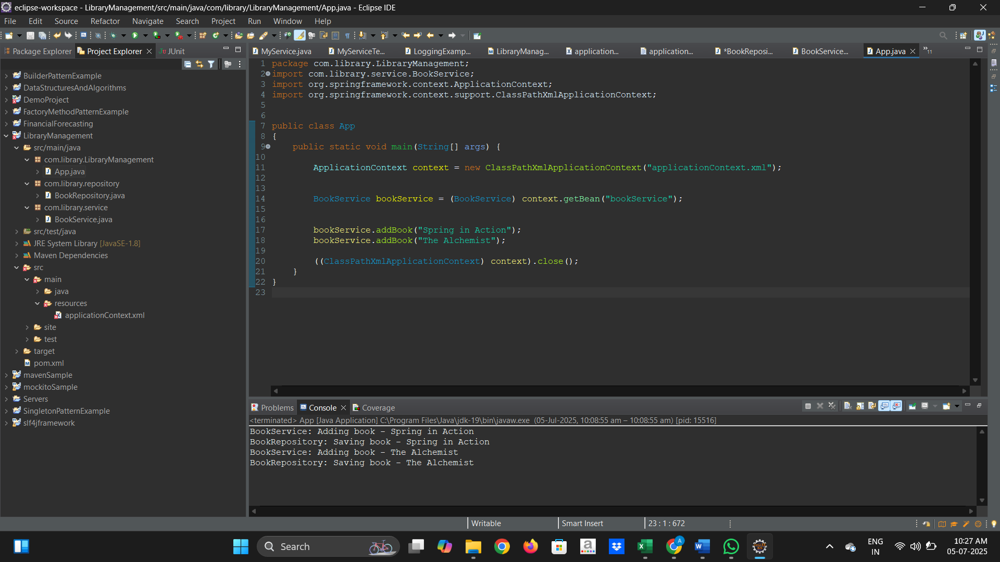 eclipse-workspace - LibraryManagement/src/main/java/com/library/LibraryManagement/App.java - Eclipse IDE
File Edit Source Refactor Navigate Search Project Run Window Help
Package Explorer Project Explorer JUnit
MyService.java MyServiceTe... LoggingExamp... LibraryManag... application... application... *BookReposi... BookService... App.java »11
BuilderPatternExample
DataStructuresAndAlgorithms
DemoProject
FactoryMethodPatternExample
FinancialForecasting
LibraryManagement
src/main/java
com.library.LibraryManagement
App.java
com.library.repository
BookRepository.java
com.library.service
BookService.java
src/test/java
JRE System Library [JavaSE-1.8]
Maven Dependencies
src
main
java
resources
applicationContext.xml
site
test
target
pom.xml
mavenSample
mockitoSample
Servers
SingletonPatternExample
slf4jframework
1 package com.library.LibraryManagement;
2 import com.library.service.BookService;
3 import org.springframework.context.ApplicationContext;
4 import org.springframework.context.support.ClassPathXmlApplicationContext;
5
6
7 public class App
8 {
9 public static void main(String[] args) {
10
11 ApplicationContext context = new ClassPathXmlApplicationContext("applicationContext.xml");
12
13
14 BookService bookService = (BookService) context.getBean("bookService");
15
16
17 bookService.addBook("Spring in Action");
18 bookService.addBook("The Alchemist");
19
20 ((ClassPathXmlApplicationContext) context).close();
21 }
22 }
23
Problems Console Coverage
<terminated> App [Java Application] C:\Program Files\Java\jdk-19\bin\javaw.exe (05-Jul-2025, 10:08:55 am – 10:08:55 am) [pid: 15516]
BookService: Adding book - Spring in Action
BookRepository: Saving book - Spring in Action
BookService: Adding book - The Alchemist
BookRepository: Saving book - The Alchemist
Writable Smart Insert 23 : 1 : 672
Search
ENG
IN
10:27 AM
05-07-2025